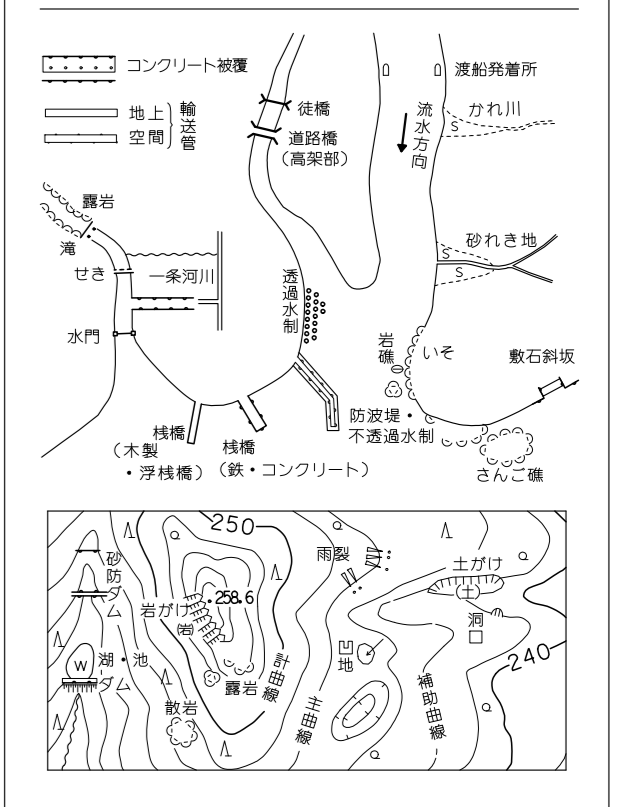 コンクリート被覆
地上
空間
輸送管
徒橋
道路橋
(高架部)
渡船発着所
流水方向
かれ川
S
露岩
滝
せき
一条河川
水門
透過水制
砂れき地
S
S
岩礁
いそ
敷石斜坂
桟橋
(木製
・浮桟橋)
桟橋
(鉄・コンクリート)
防波堤・
不透過水制
さんご礁
250
砂防ダム
雨裂
土がけ
(土)
岩がけ
(岩)
258.6
洞
湖・池
W
ダム
露岩
計曲線
凹地
240
散岩
主曲線
補助曲線